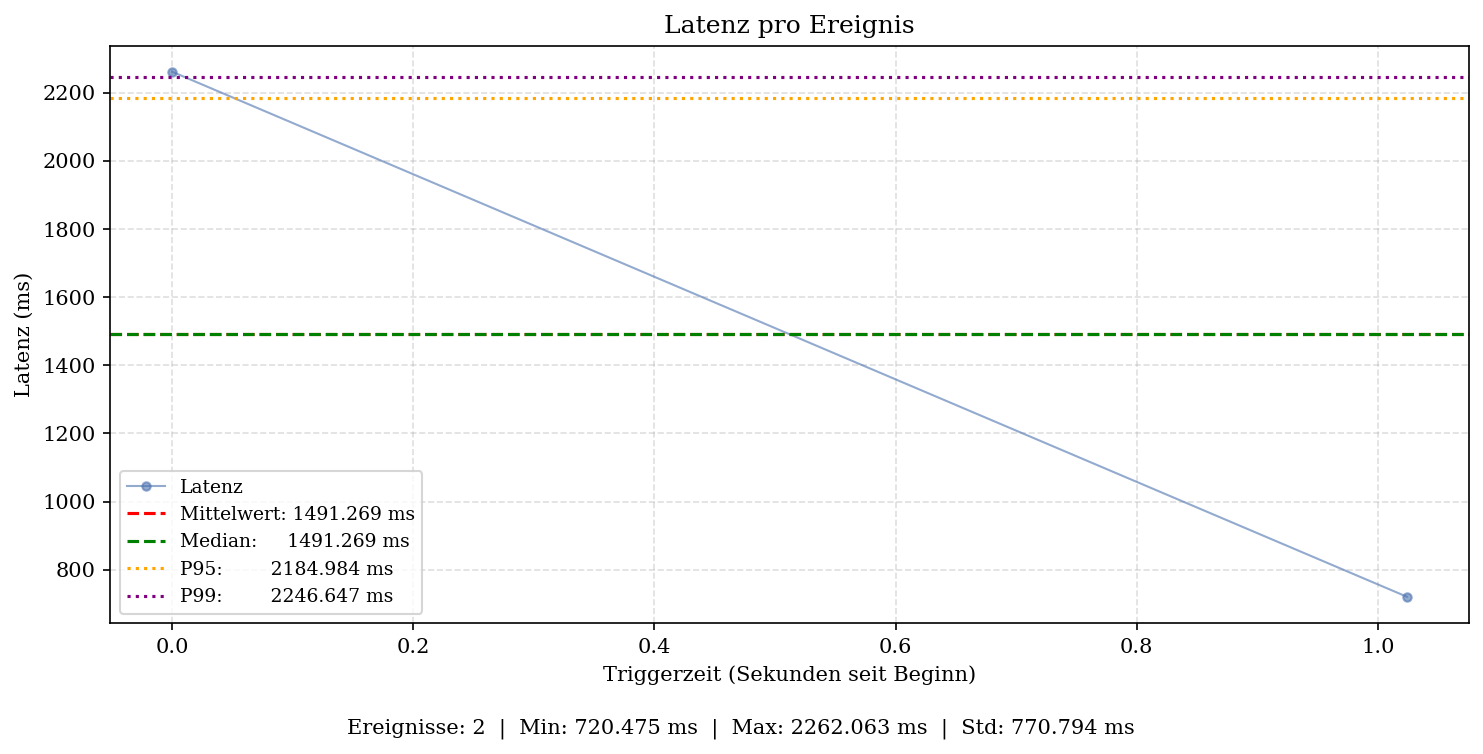 Latenz pro Ereignis
Latenz (ms)
2200
2000
1800
1600
1400
1200
1000
800
Latenz
Mittelwert: 1491.269 ms
Median: 1491.269 ms
P95: 2184.984 ms
P99: 2246.647 ms
0.0 0.2 0.4 0.6 0.8 1.0
Triggerzeit (Sekunden seit Beginn)
Ereignisse: 2 | Min: 720.475 ms | Max: 2262.063 ms | Std: 770.794 ms